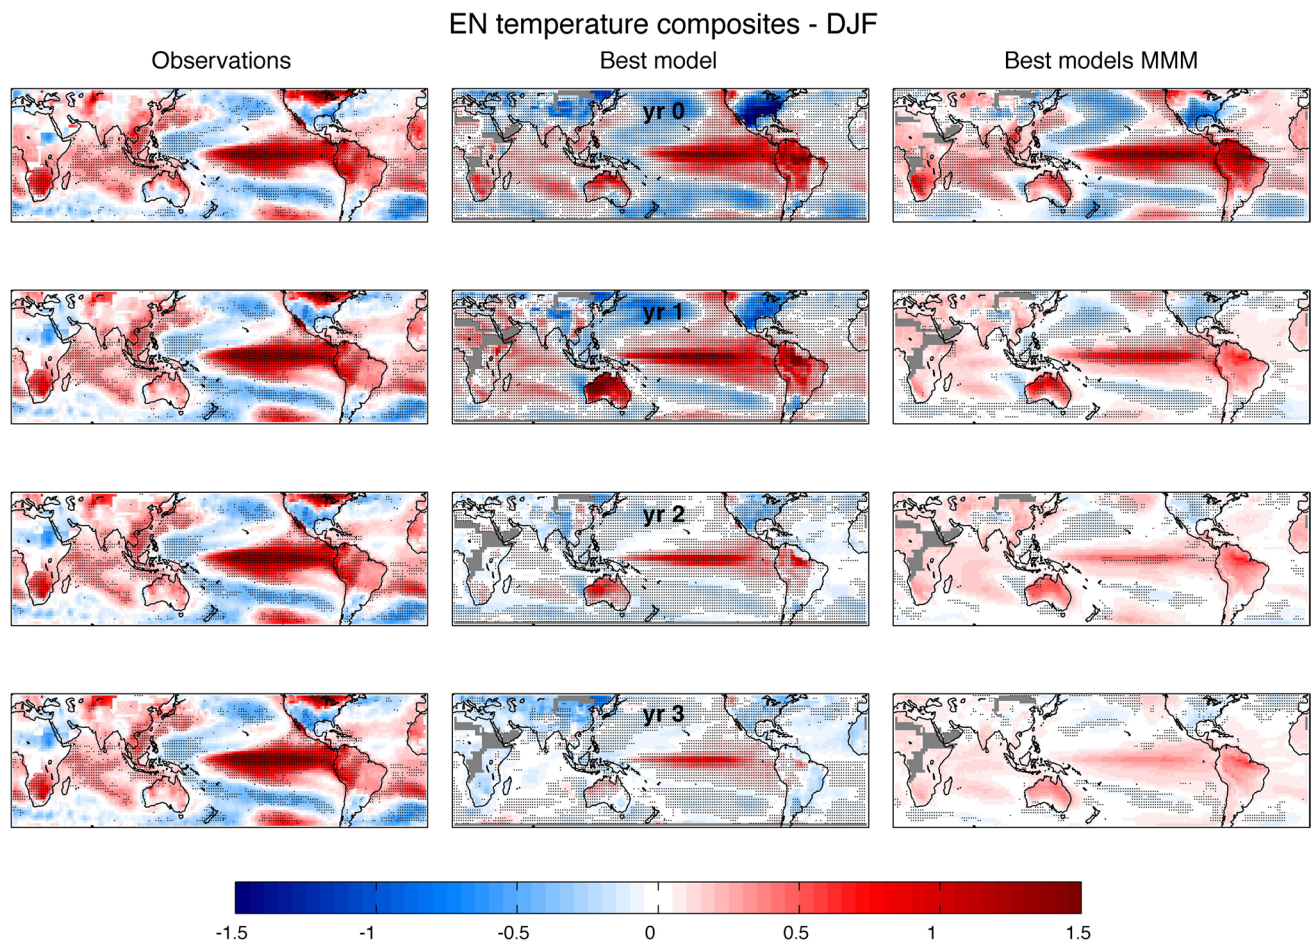 EN temperature composites - DJF
Observations
Best model
Best models MMM
yr 0
yr 1
yr 2
yr 3
-1.5 -1 -0.5 0 0.5 1 1.5